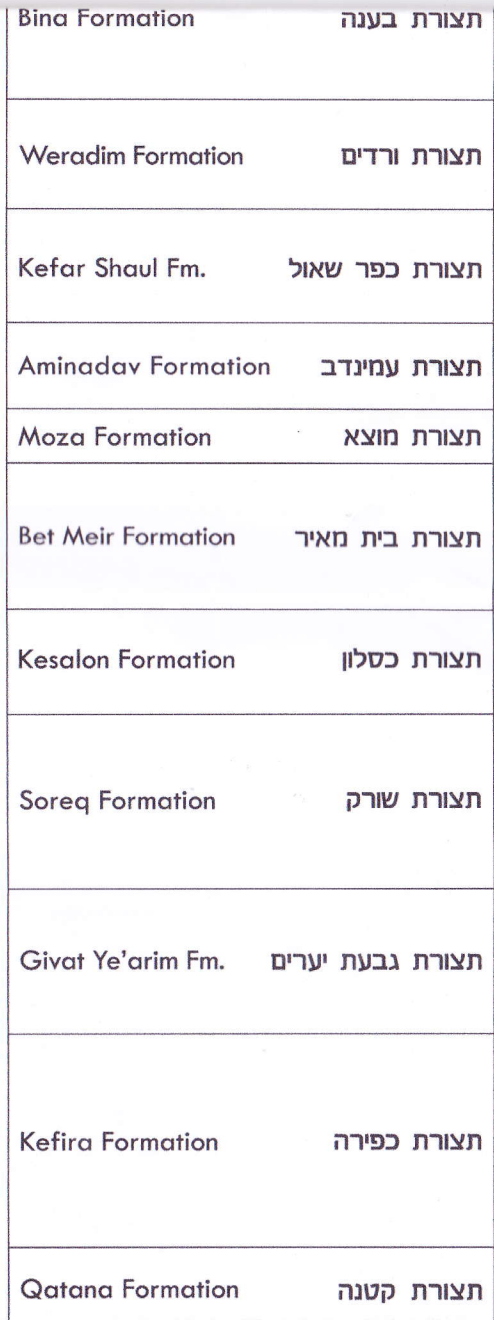 Bina Formation תצורת בענה
Weradim Formation תצורת ורדים
Kefar Shaul Fm. תצורת כפר שאול
Aminadav Formation תצורת עמינדב
Moza Formation תצורת מוצא
Bet Meir Formation תצורת בית מאיר
Kesalon Formation תצורת כסלון
Soreq Formation תצורת שורק
Givat Ye'arim Fm. תצורת גבעת יערים
Kefira Formation תצורת כפירה
Qatana Formation תצורת קטנה